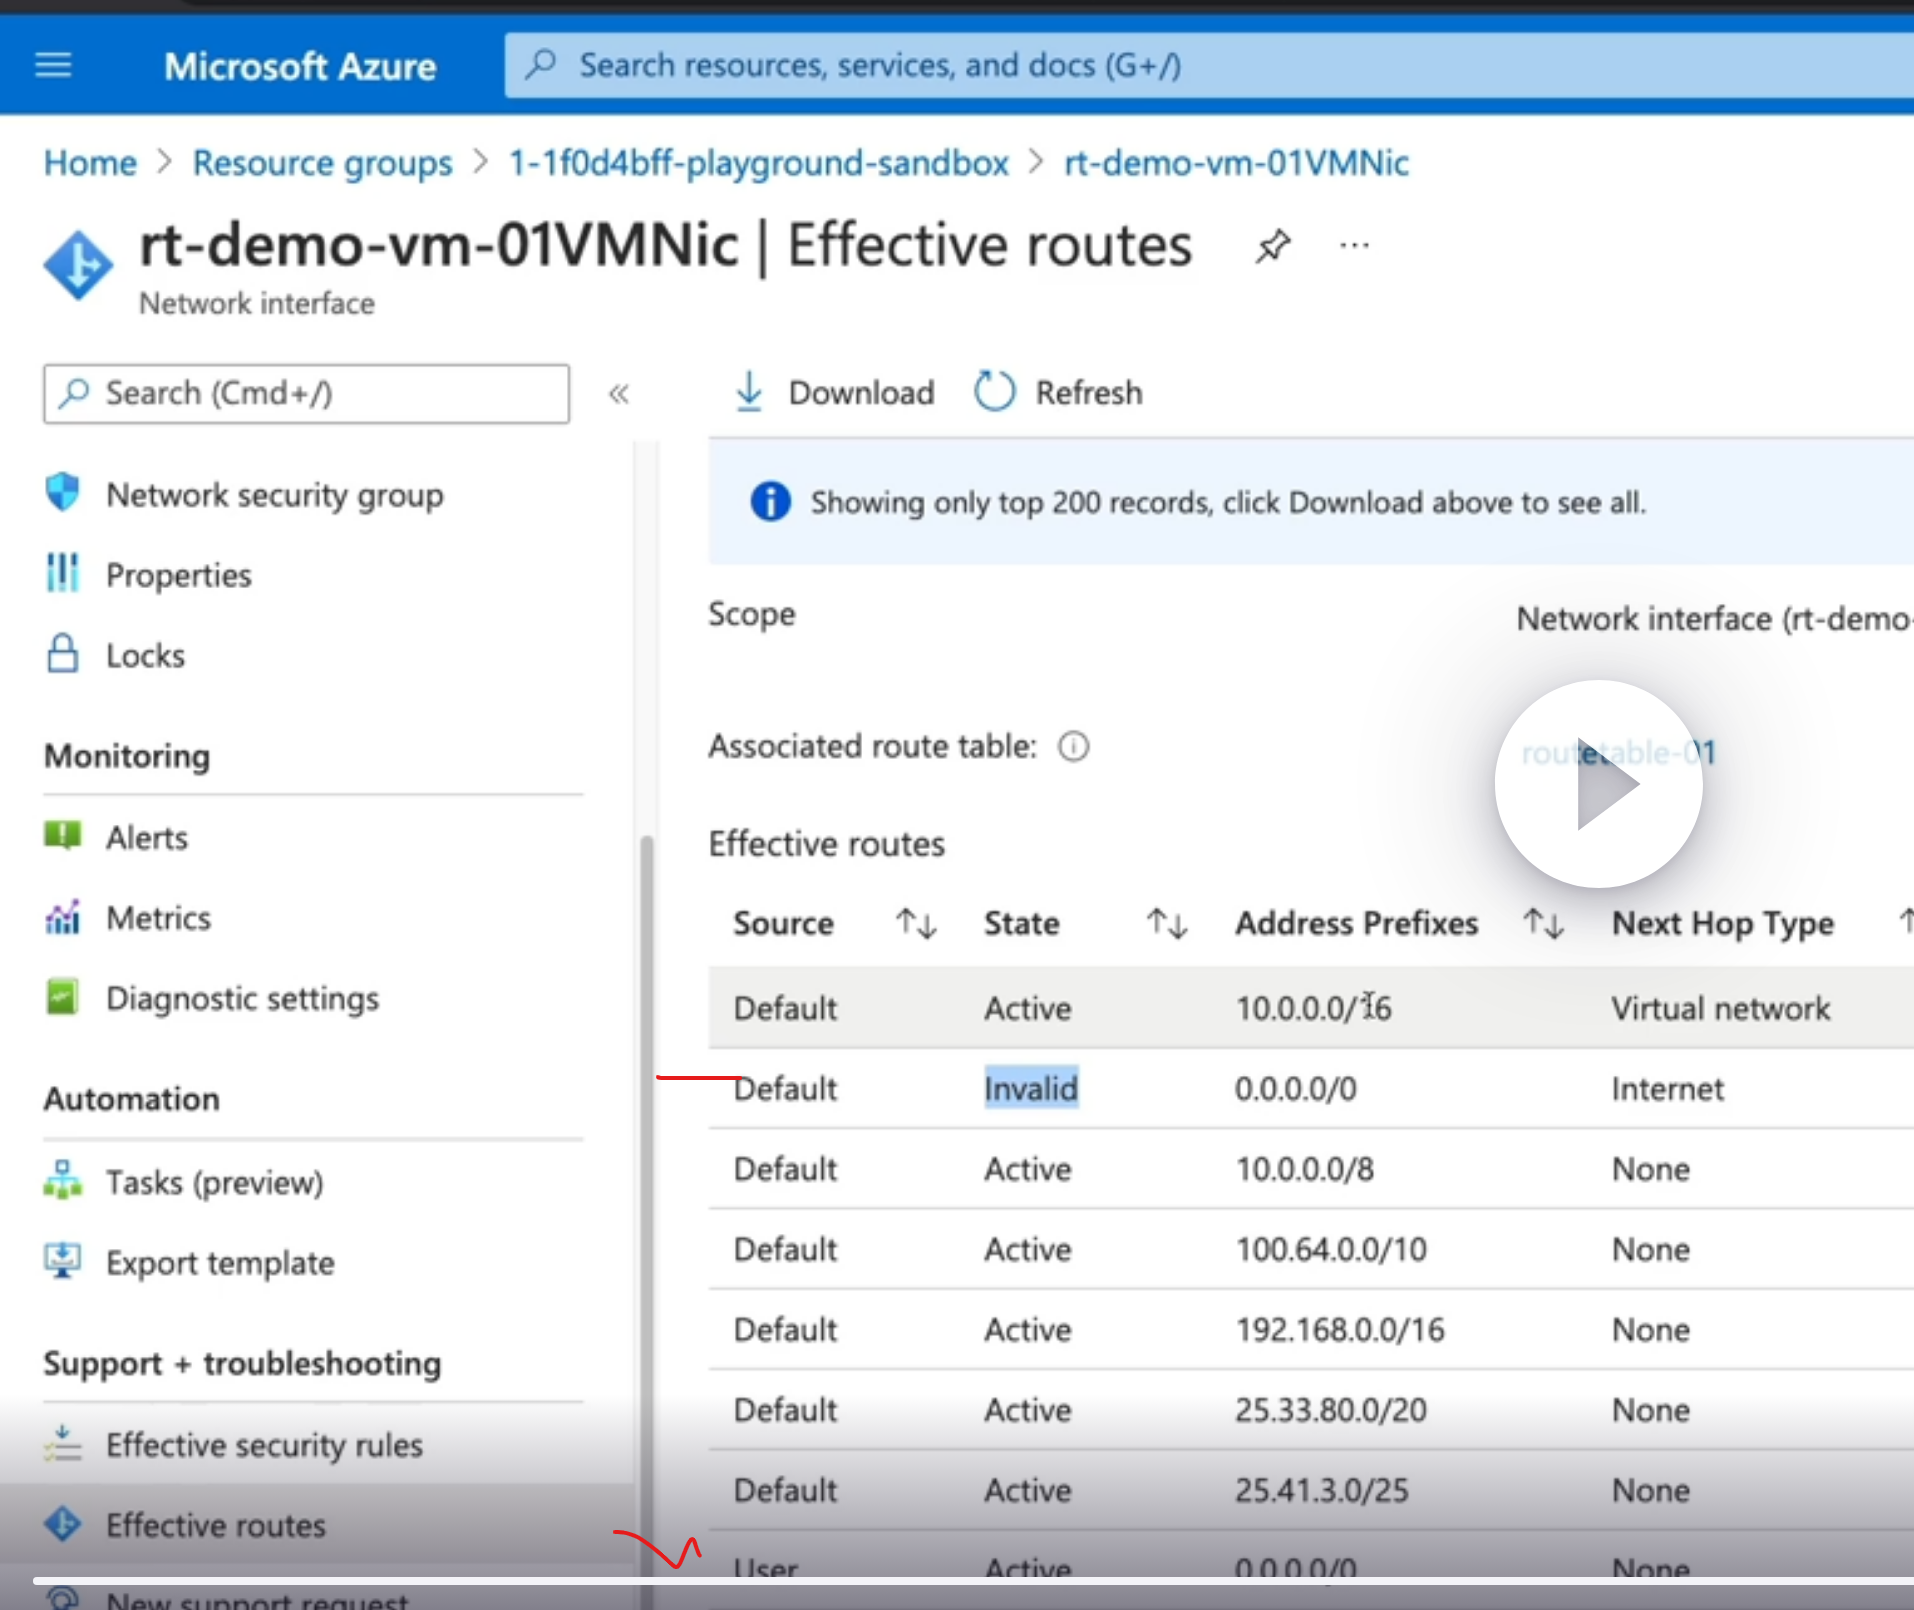 Microsoft Azure
Search resources, services, and docs (G+/)
Home > Resource groups > 1-1f0d4bff-playground-sandbox > rt-demo-vm-01VMNic
rt-demo-vm-01VMNic | Effective routes ...
Network interface
Search (Cmd+/) «
Download Refresh
Network security group
Properties
Locks
Monitoring
Alerts
Metrics
Diagnostic settings
Automation
Tasks (preview)
Export template
Support + troubleshooting
Effective security rules
Effective routes
New support request
Showing only top 200 records, click Download above to see all.
Scope Network interface (rt-demo-
Associated route table: routetable-01
Effective routes
Source State Address Prefixes Next Hop Type
Default Active 10.0.0.0/16 Virtual network
Default Invalid 0.0.0.0/0 Internet
Default Active 10.0.0.0/8 None
Default Active 100.64.0.0/10 None
Default Active 192.168.0.0/16 None
Default Active 25.33.80.0/20 None
Default Active 25.41.3.0/25 None
User Active 0.0.0.0/0 None